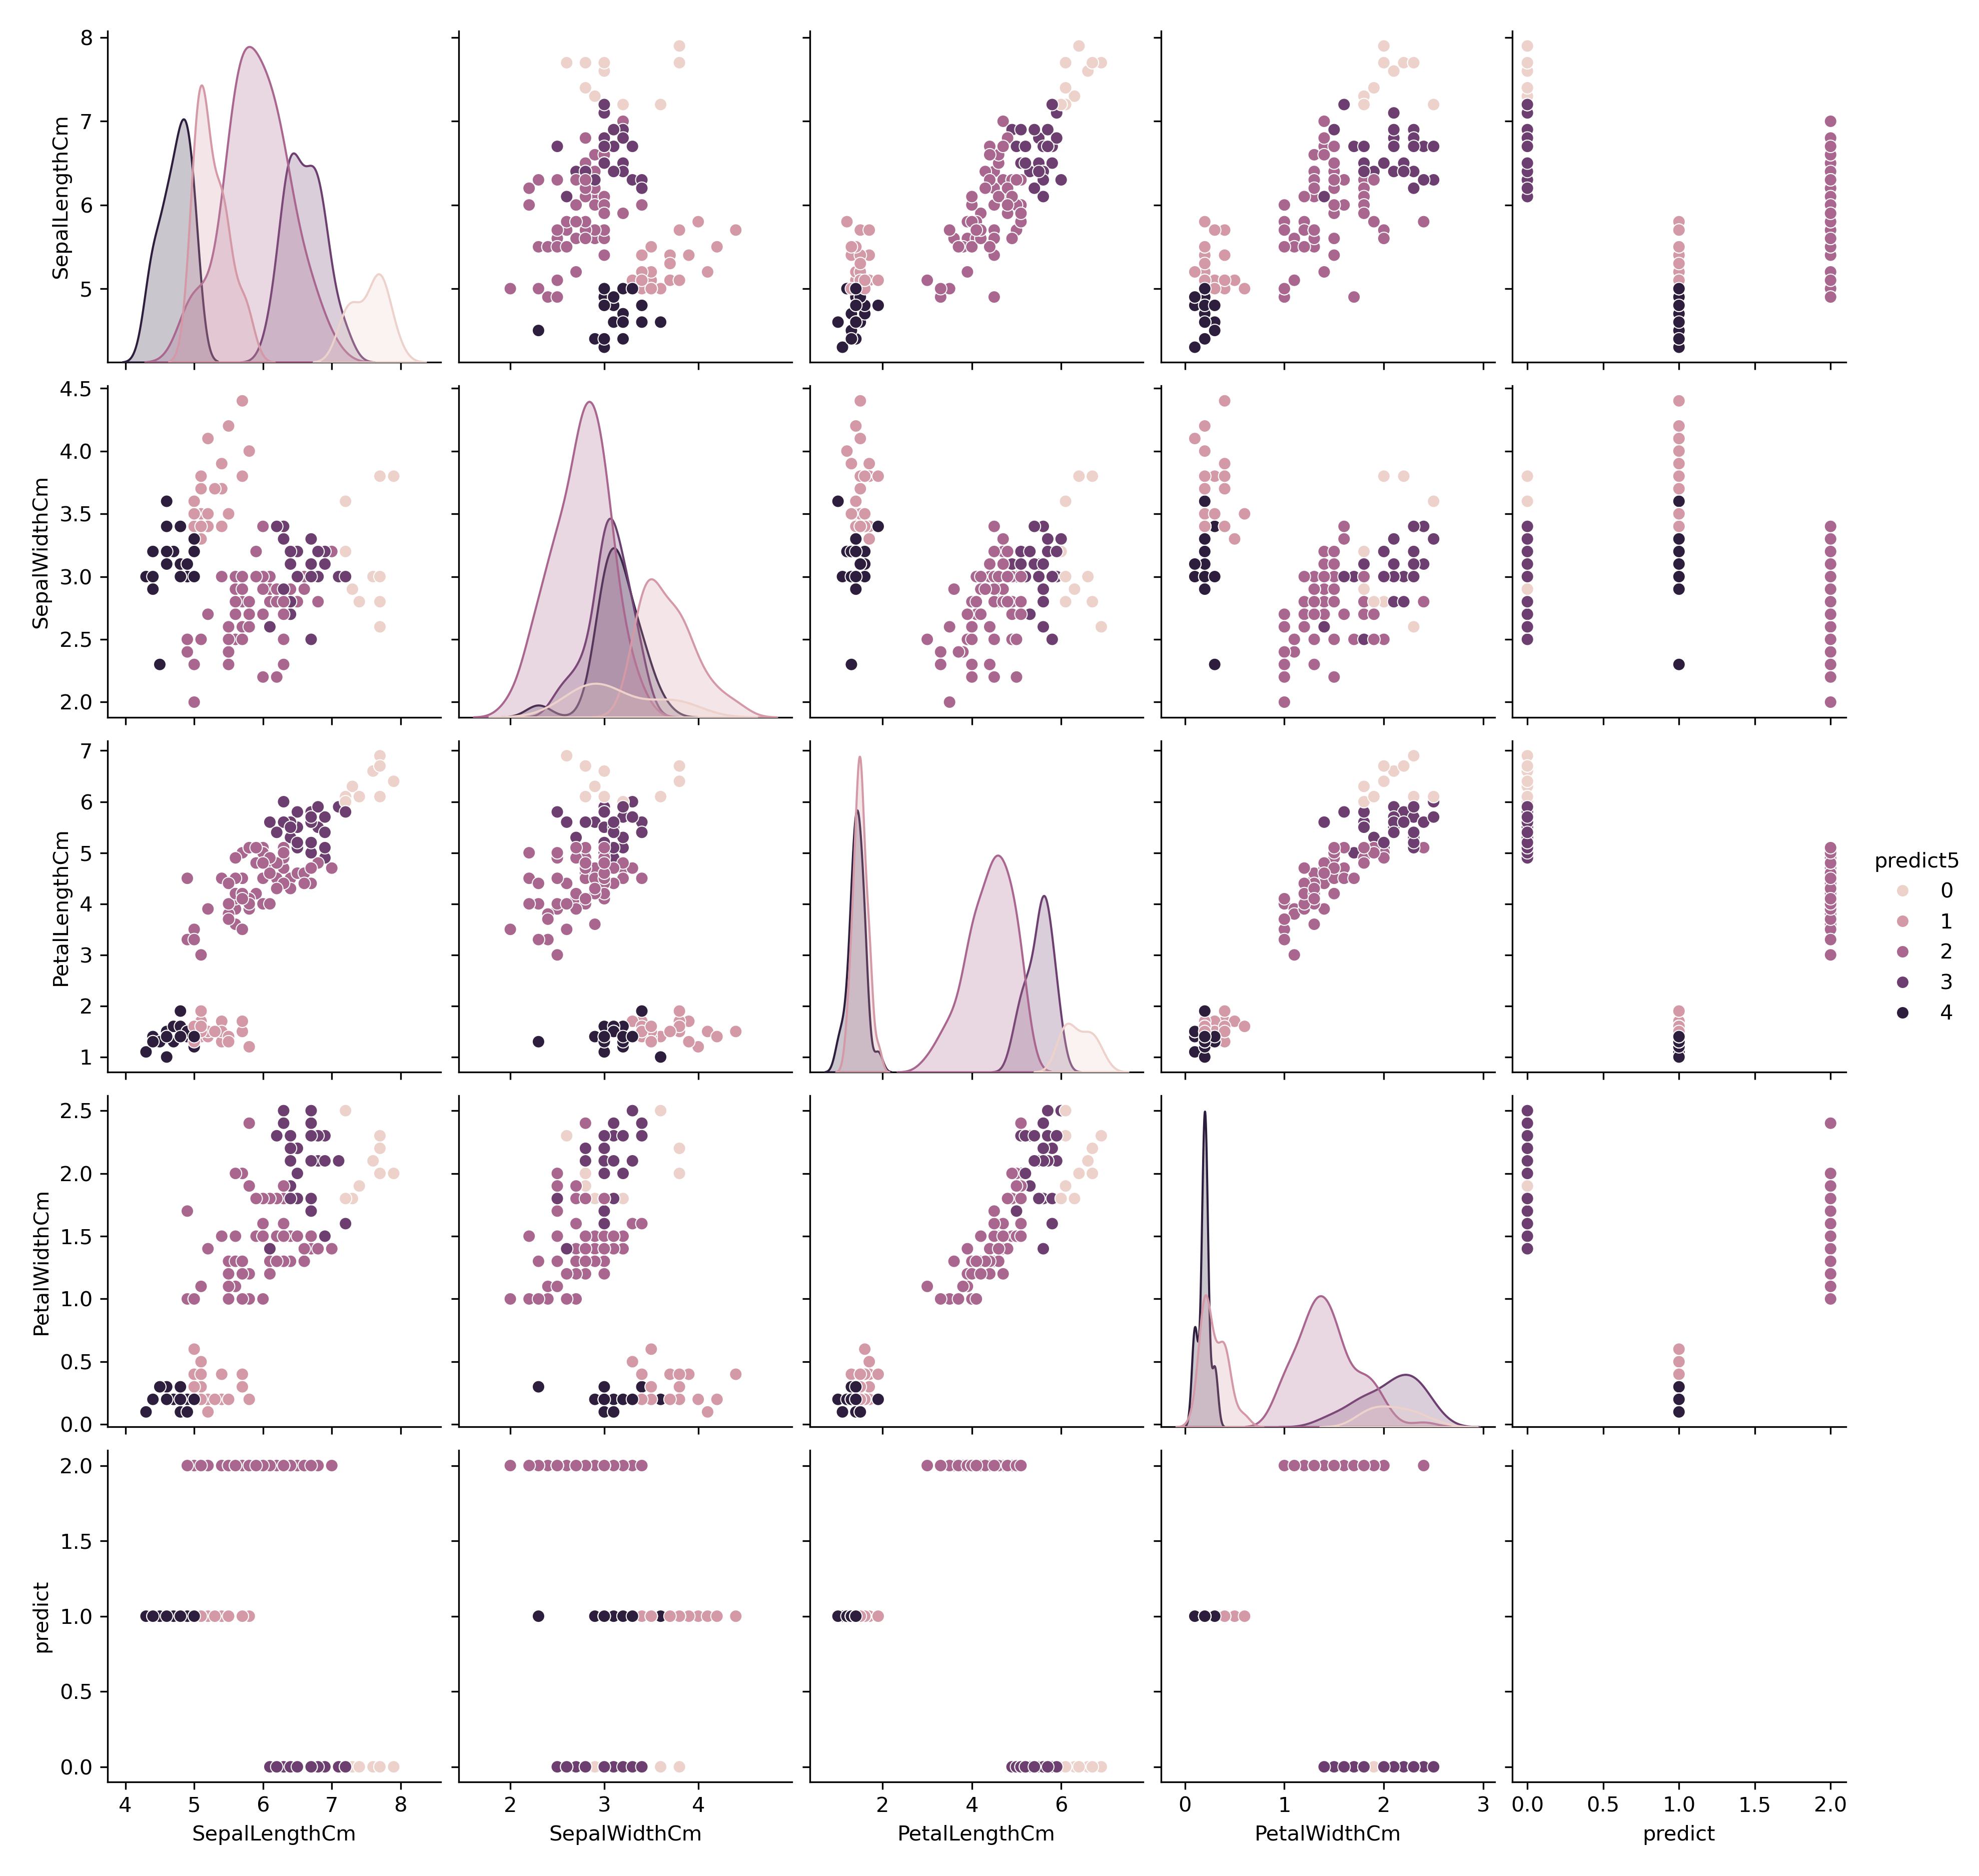 8
7
6
5
SepalLengthCm
4.5
4.0
3.5
3.0
2.5
2.0
SepalWidthCm
7
6
5
4
3
2
1
PetalLengthCm
predict5
0
1
2
3
4
2.5
2.0
1.5
1.0
0.5
0.0
PetalWidthCm
2.0
1.5
1.0
0.5
0.0
predict
4 5 6 7 8
2 3 4
2 4 6
0 1 2 3
0.0 0.5 1.0 1.5 2.0
SepalLengthCm SepalWidthCm PetalLengthCm PetalWidthCm predict